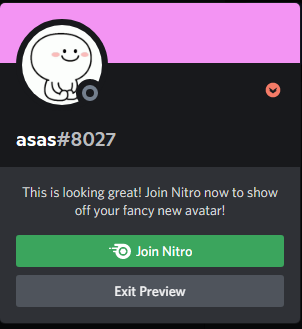 asas#8027
This is looking great! Join Nitro now to show
off your fancy new avatar!
Join Nitro
Exit Preview